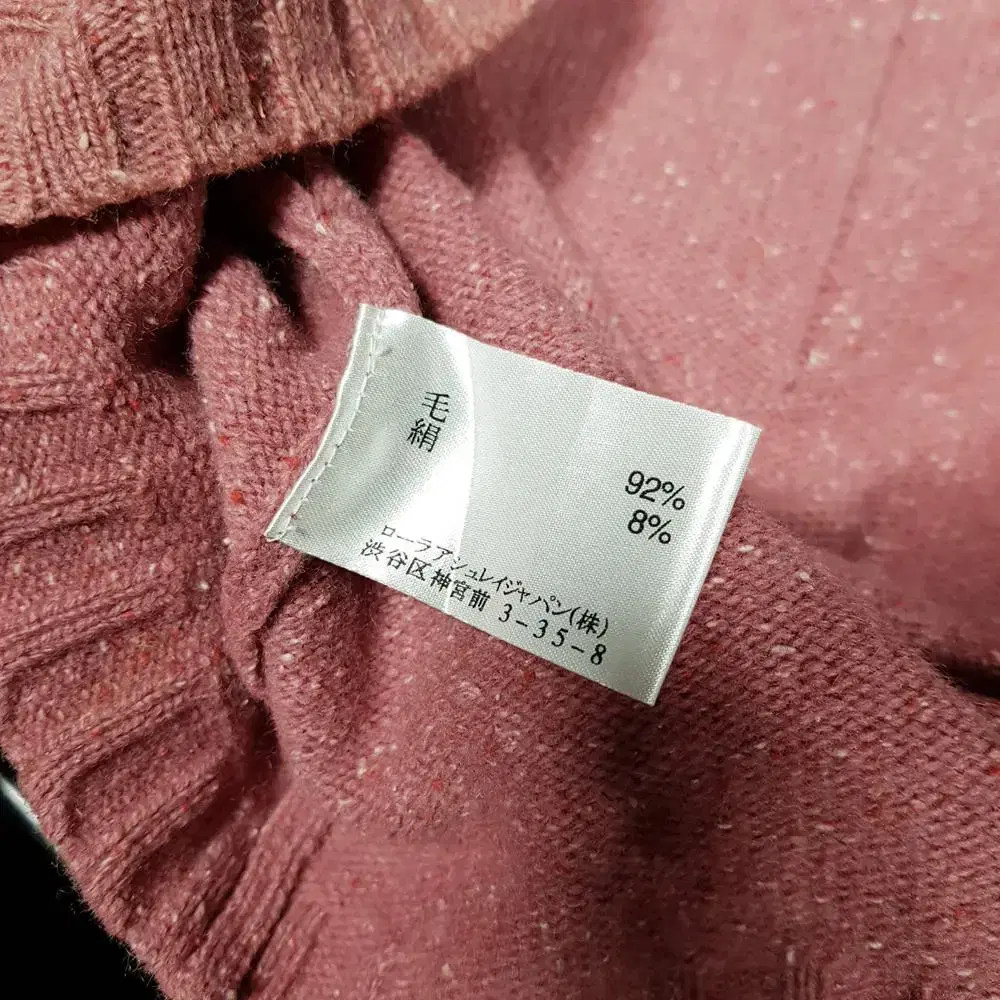 毛 92%
絹 8%
ローラアシュレイジャパン(株)
渋谷区神宮前 3-35-8